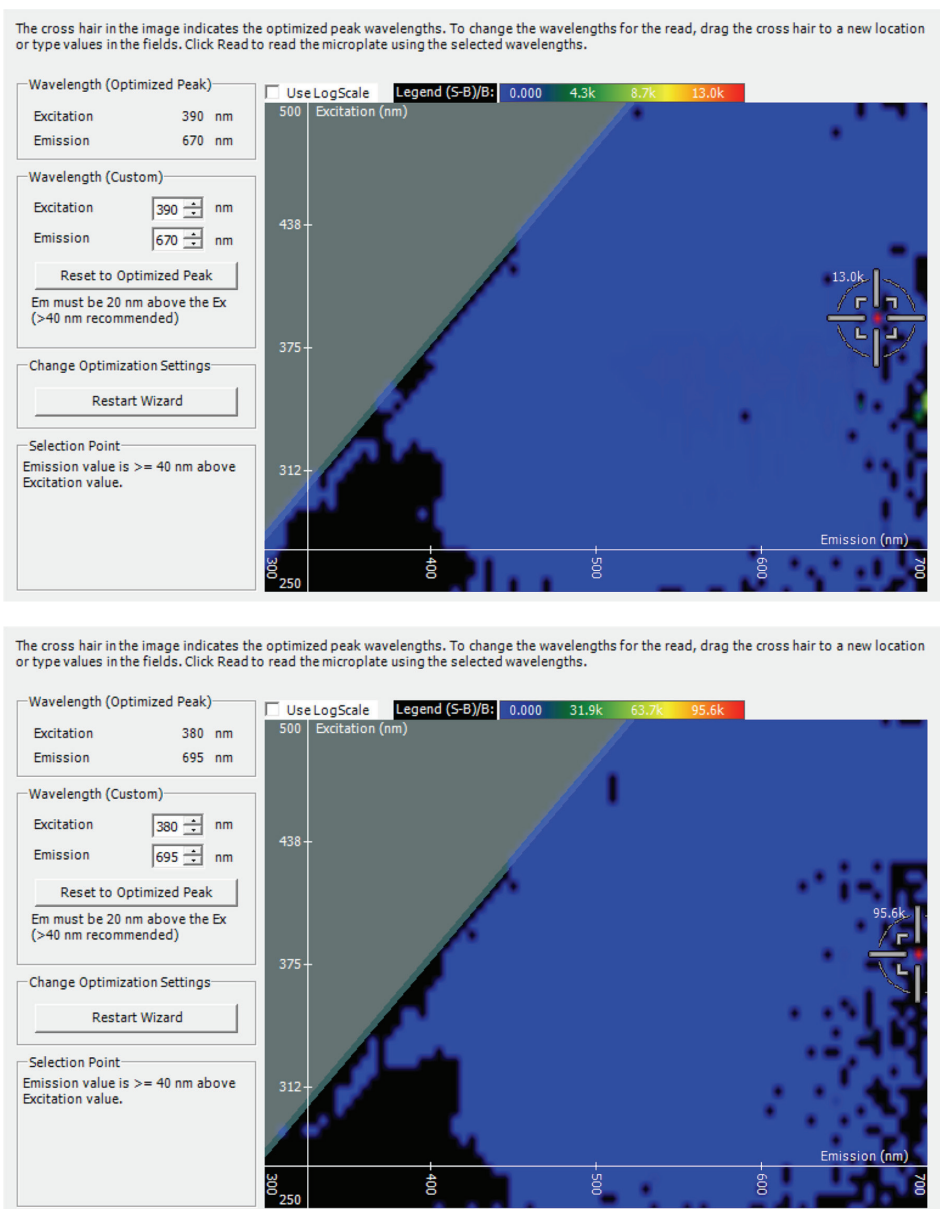 The cross hair in the image indicates the optimized peak wavelengths. To change the wavelengths for the read, drag the cross hair to a new location
or type values in the fields. Click Read to read the microplate using the selected wavelengths.
Wavelength (Optimized Peak)
Excitation 390 nm
Emission 670 nm
Wavelength (Custom)
Excitation 390 nm
Emission 670 nm
Reset to Optimized Peak
Em must be 20 nm above the Ex
(>40 nm recommended)
Change Optimization Settings
Restart Wizard
Selection Point
Emission value is >= 40 nm above
Excitation value.
Use LogScale Legend (S-B)/B: 0.000 4.3k 8.7k 13.0k
500 Excitation (nm)
438
13.0k
375
312
Emission (nm)
300 400 500 600 700
250
The cross hair in the image indicates the optimized peak wavelengths. To change the wavelengths for the read, drag the cross hair to a new location
or type values in the fields. Click Read to read the microplate using the selected wavelengths.
Wavelength (Optimized Peak)
Excitation 380 nm
Emission 695 nm
Wavelength (Custom)
Excitation 380 nm
Emission 695 nm
Reset to Optimized Peak
Em must be 20 nm above the Ex
(>40 nm recommended)
Change Optimization Settings
Restart Wizard
Selection Point
Emission value is >= 40 nm above
Excitation value.
Use LogScale Legend (S-B)/B: 0.000 31.9k 63.7k 95.6k
500 Excitation (nm)
438
95.6k
375
312
Emission (nm)
300 400 500 600 700
250